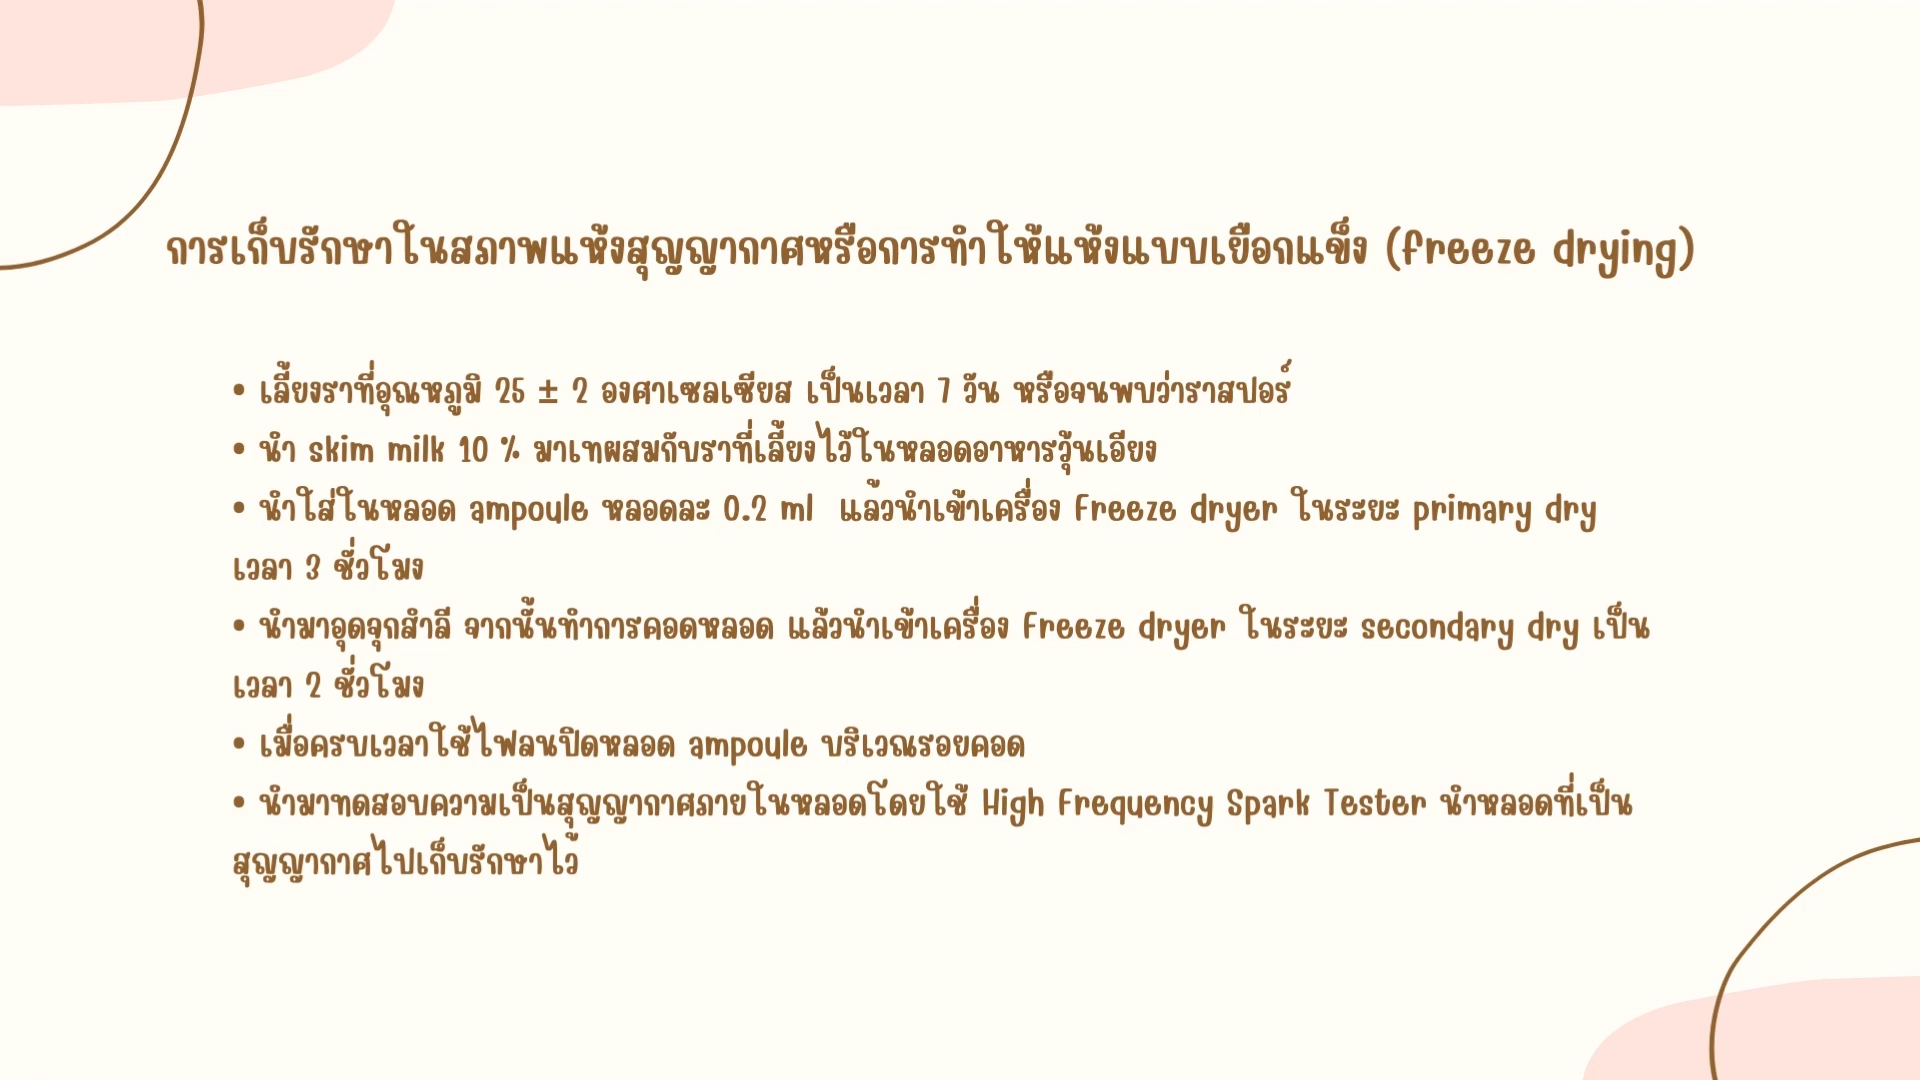 การเก็บรักษาในสภาพแห้งสุญญากาศหรือการทำให้แห้งแบบเยือกแข็ง (freeze drying)
• เลี้ยงราที่อุณหภูมิ 25 ± 2 องศาเซลเซียส เป็นเวลา 7 วัน หรือจนพบว่าราสปอร์
• นำ skim milk 10 % มาเทผสมกับราที่เลี้ยงไว้ในหลอดอาหารวุ้นเอียง
• นำใส่ในหลอด ampoule หลอดละ 0.2 ml  แล้วนำเข้าเครื่อง Freeze dryer ในระยะ primary dry
เวลา 3 ชั่วโมง
• นำมาอุดจุกสำลี จากนั้นทำการคอดหลอด แล้วนำเข้าเครื่อง Freeze dryer ในระยะ secondary dry เป็น
เวลา 2 ชั่วโมง
• เมื่อครบเวลาใช้ไฟลนปิดหลอด ampoule บริเวณรอยคอด
• นำมาทดสอบความเป็นสุญญากาศภายในหลอดโดยใช้ High Frequency Spark Tester นำหลอดที่เป็น
สุญญากาศไปเก็บรักษาไว้